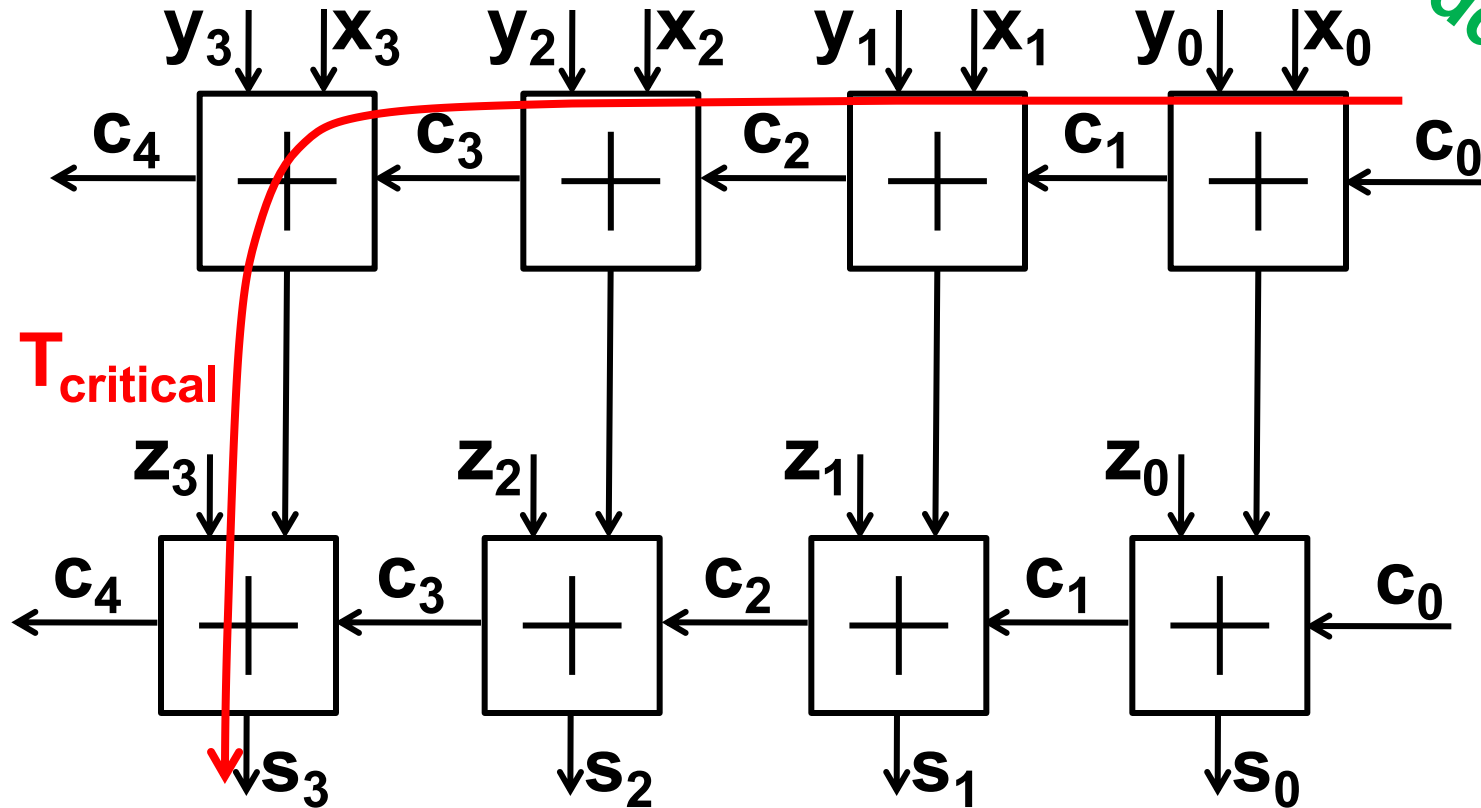 y₃ x₃ y₂ x₂ y₁ x₁ y₀ x₀
c₄ c₃ c₂ c₁ c₀
T_critical
z₃ z₂ z₁ z₀
c₄ c₃ c₂ c₁ c₀
s₃ s₂ s₁ s₀